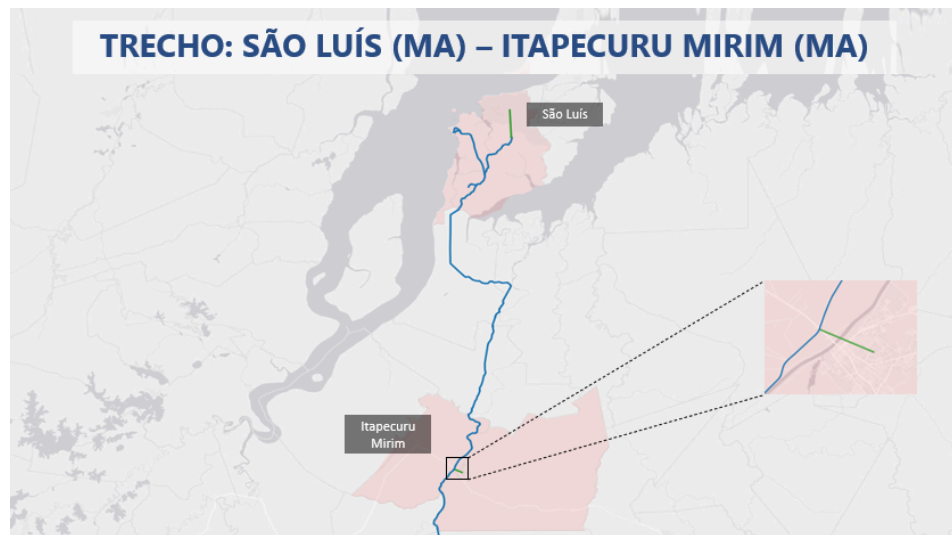 TRECHO: SÃO LUÍS (MA) – ITAPECURU MIRIM (MA)
São Luís
Itapecuru
Mirim